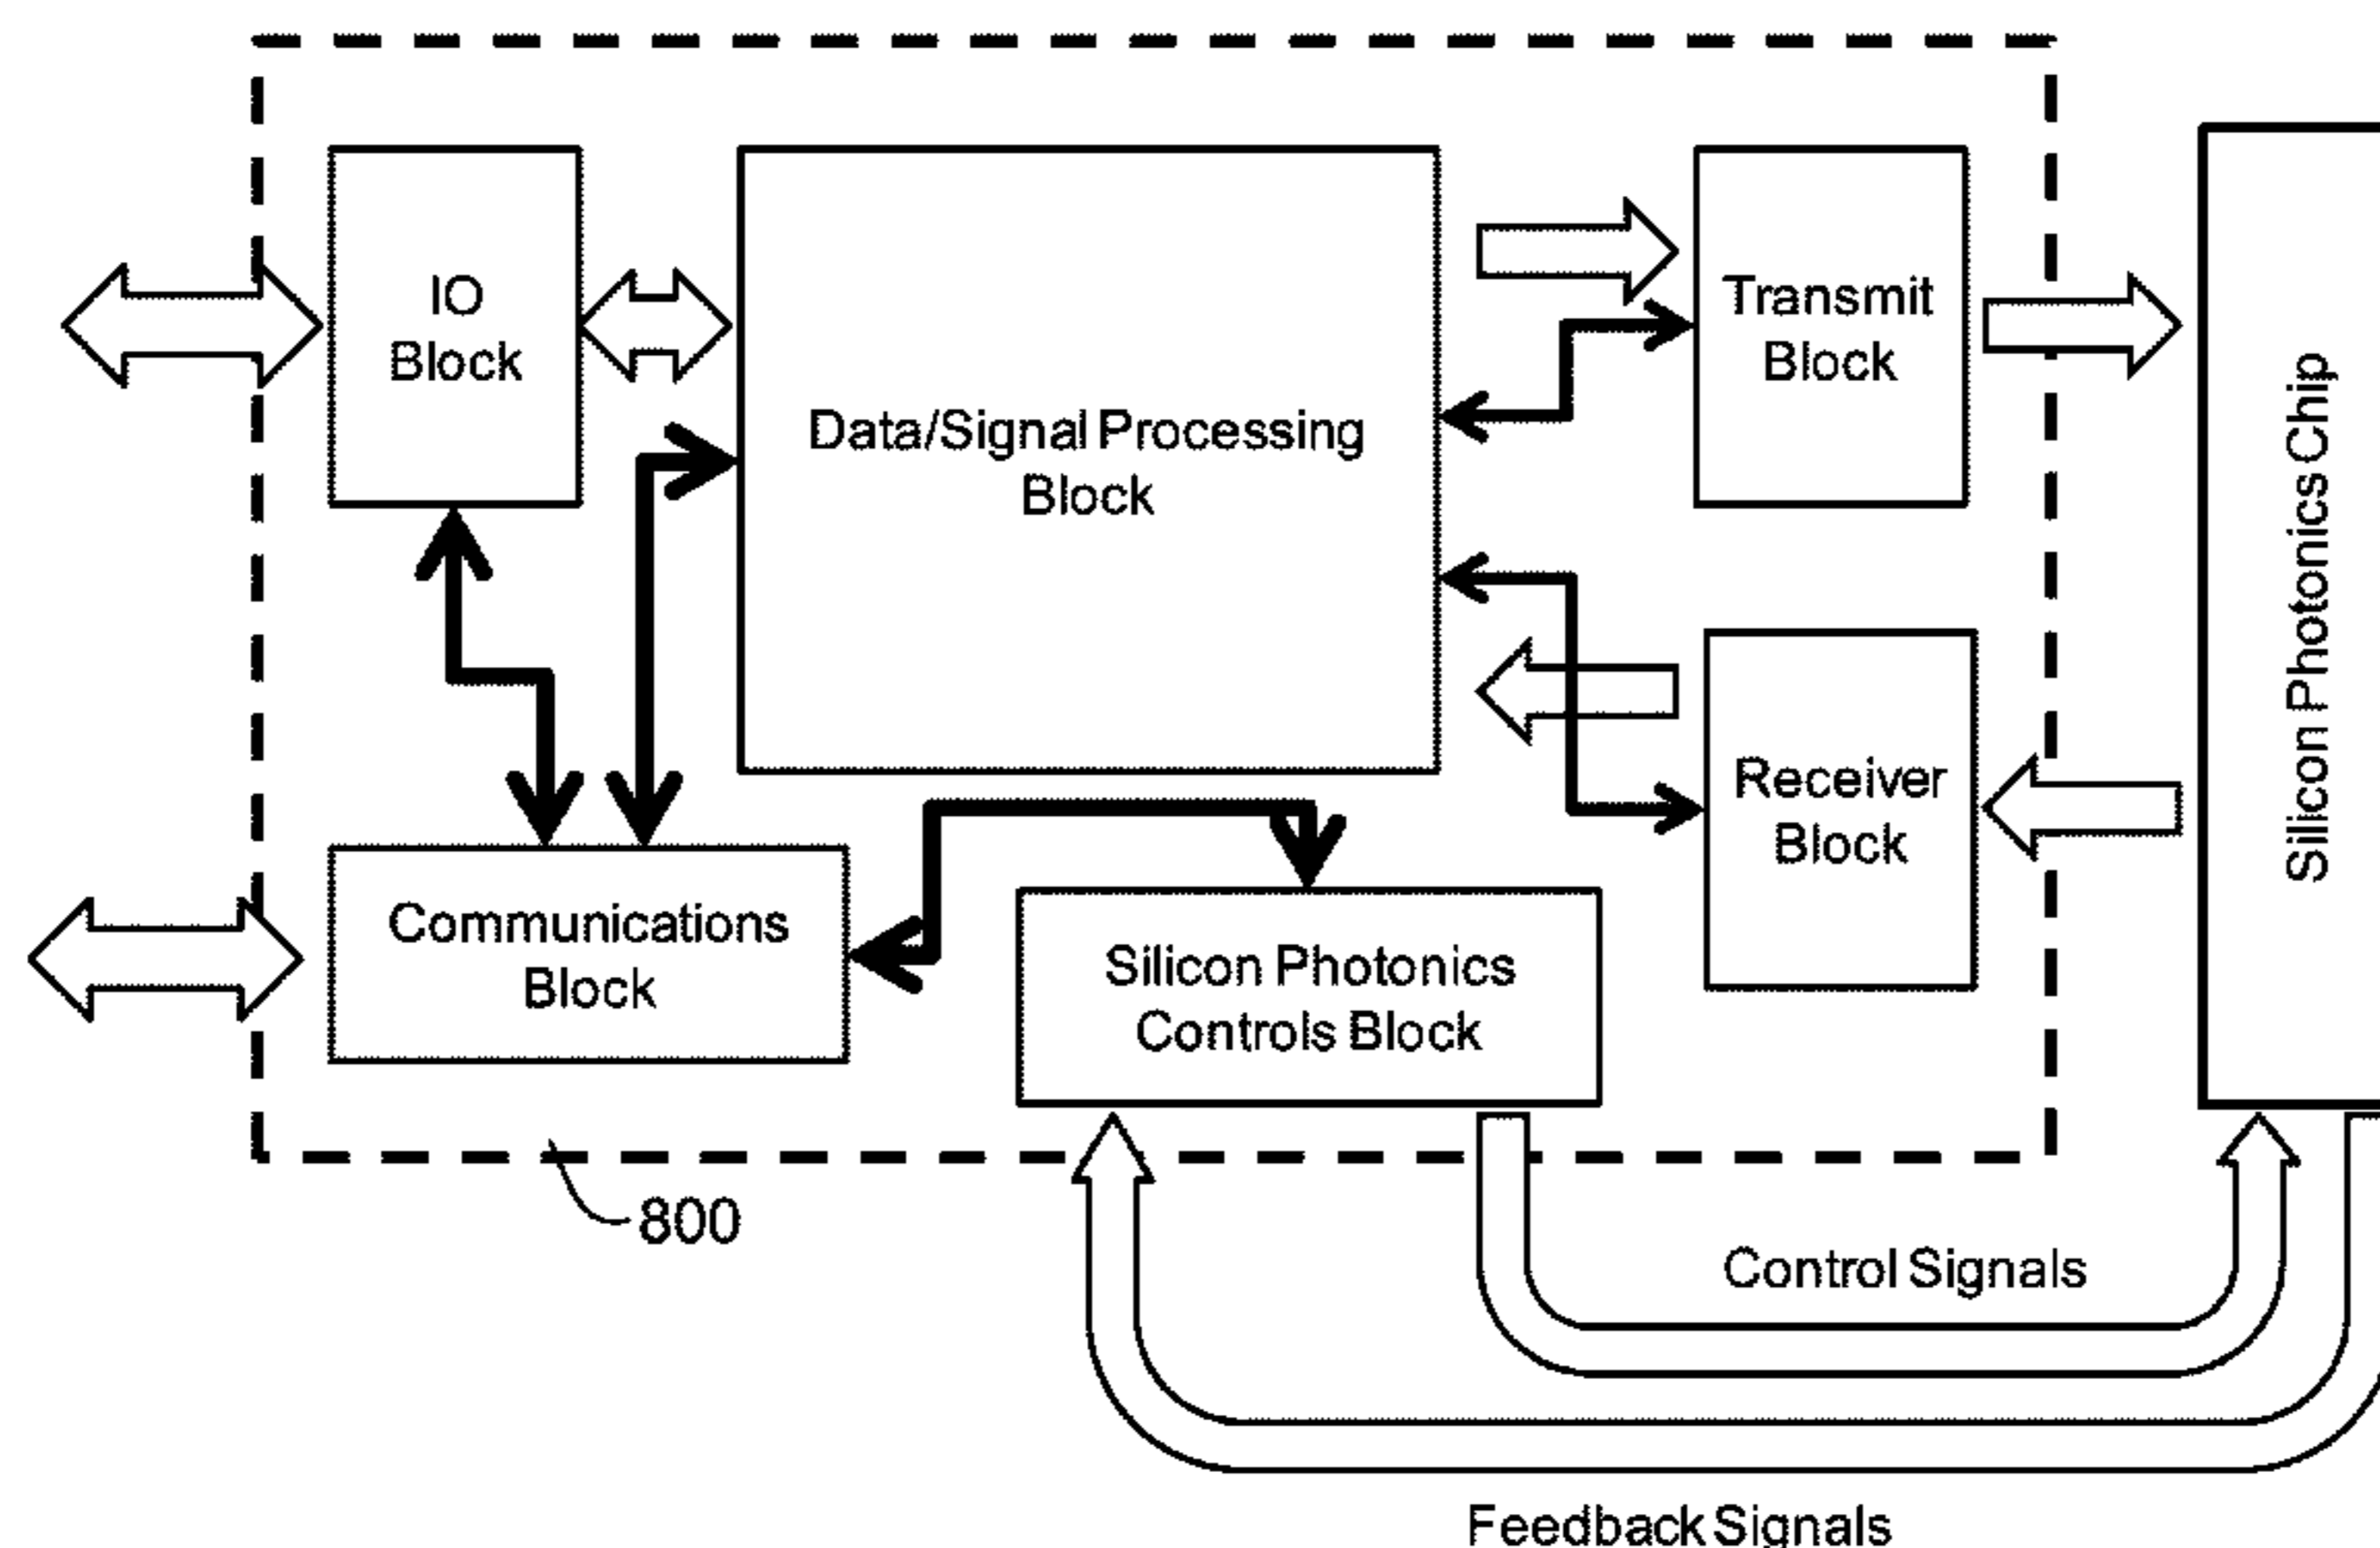 IO
Block
Data/Signal Processing
Block
Transmit
Block
Silicon Photonics Chip
Receiver
Block
Communications
Block
Silicon Photonics
Controls Block
800
Control Signals
Feedback Signals